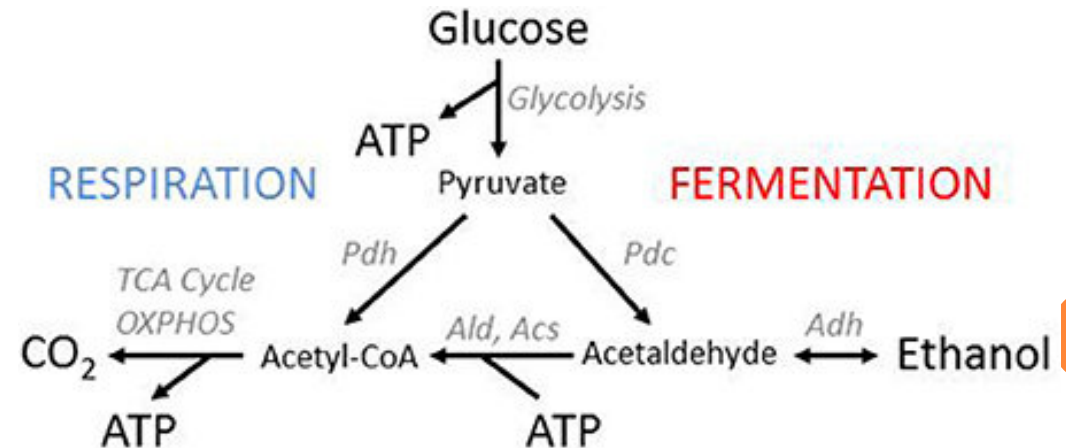 Glucose
Glycolysis
ATP
RESPIRATION
Pyruvate
FERMENTATION
Pdh
Pdc
TCA Cycle
OXPHOS
Ald, Acs
Adh
CO₂
Acetyl-CoA
Acetaldehyde
Ethanol
ATP
ATP